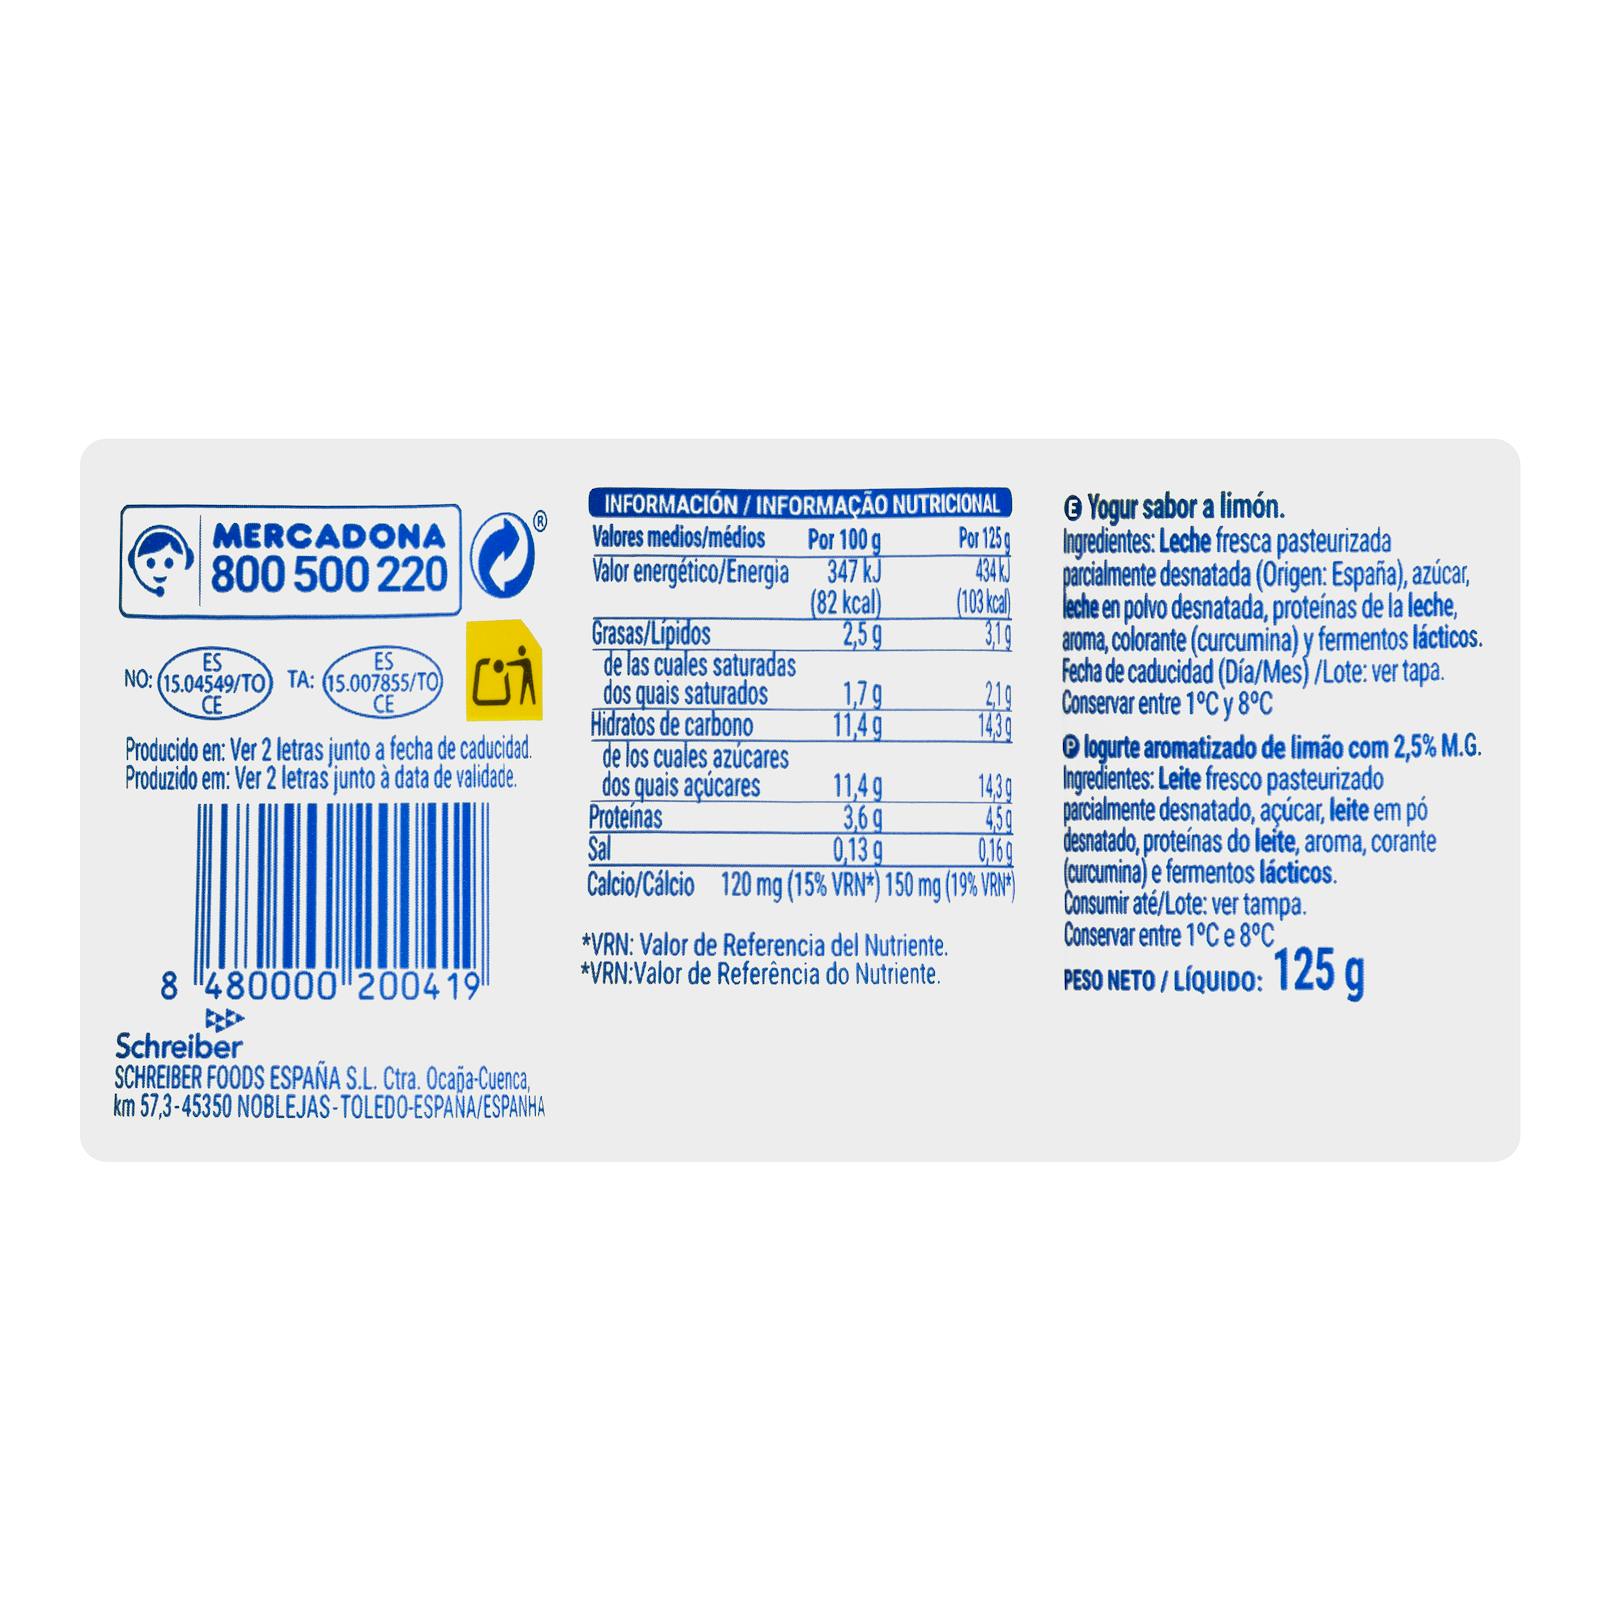 MERCADONA
800 500 220
®
NO: ES 15.04549/TO CE
TA: ES 15.007855/TO CE
Producido en: Ver 2 letras junto a fecha de caducidad.
Produzido em: Ver 2 letras junto à data de validade.
8 480000 200419
Schreiber
SCHREIBER FOODS ESPAÑA S.L. Ctra. Ocaña-Cuenca,
km 57,3-45350 NOBLEJAS-TOLEDO-ESPAÑA/ESPANHA
INFORMACIÓN / INFORMAÇÃO NUTRICIONAL
Valores medios/médios Por 100 g Por 125 g
Valor energético/Energia 347 kJ 434 kJ
(82 kcal) (103 kcal)
Grasas/Lípidos 2,5 g 3,1 g
de las cuales saturadas
dos quais saturados 1,7 g 2,1 g
Hidratos de carbono 11,4 g 14,3 g
de los cuales azúcares
dos quais açúcares 11,4 g 14,3 g
Proteínas 3,6 g 4,5 g
Sal 0,13 g 0,16 g
Calcio/Cálcio 120 mg (15% VRN*) 150 mg (19% VRN*)
*VRN: Valor de Referencia del Nutriente.
*VRN:Valor de Referência do Nutriente.
E Yogur sabor a limón.
Ingredientes: Leche fresca pasteurizada
parcialmente desnatada (Origen: España), azúcar,
leche en polvo desnatada, proteínas de la leche,
aroma, colorante (curcumina) y fermentos lácticos.
Fecha de caducidad (Día/Mes) /Lote: ver tapa.
Conservar entre 1ºC y 8ºC
P Iogurte aromatizado de limão com 2,5% M.G.
Ingredientes: Leite fresco pasteurizado
parcialmente desnatado, açúcar, leite em pó
desnatado, proteínas do leite, aroma, corante
(curcumina) e fermentos lácticos.
Consumir até/Lote: ver tampa.
Conservar entre 1ºC e 8ºC
PESO NETO / LÍQUIDO: 125 g